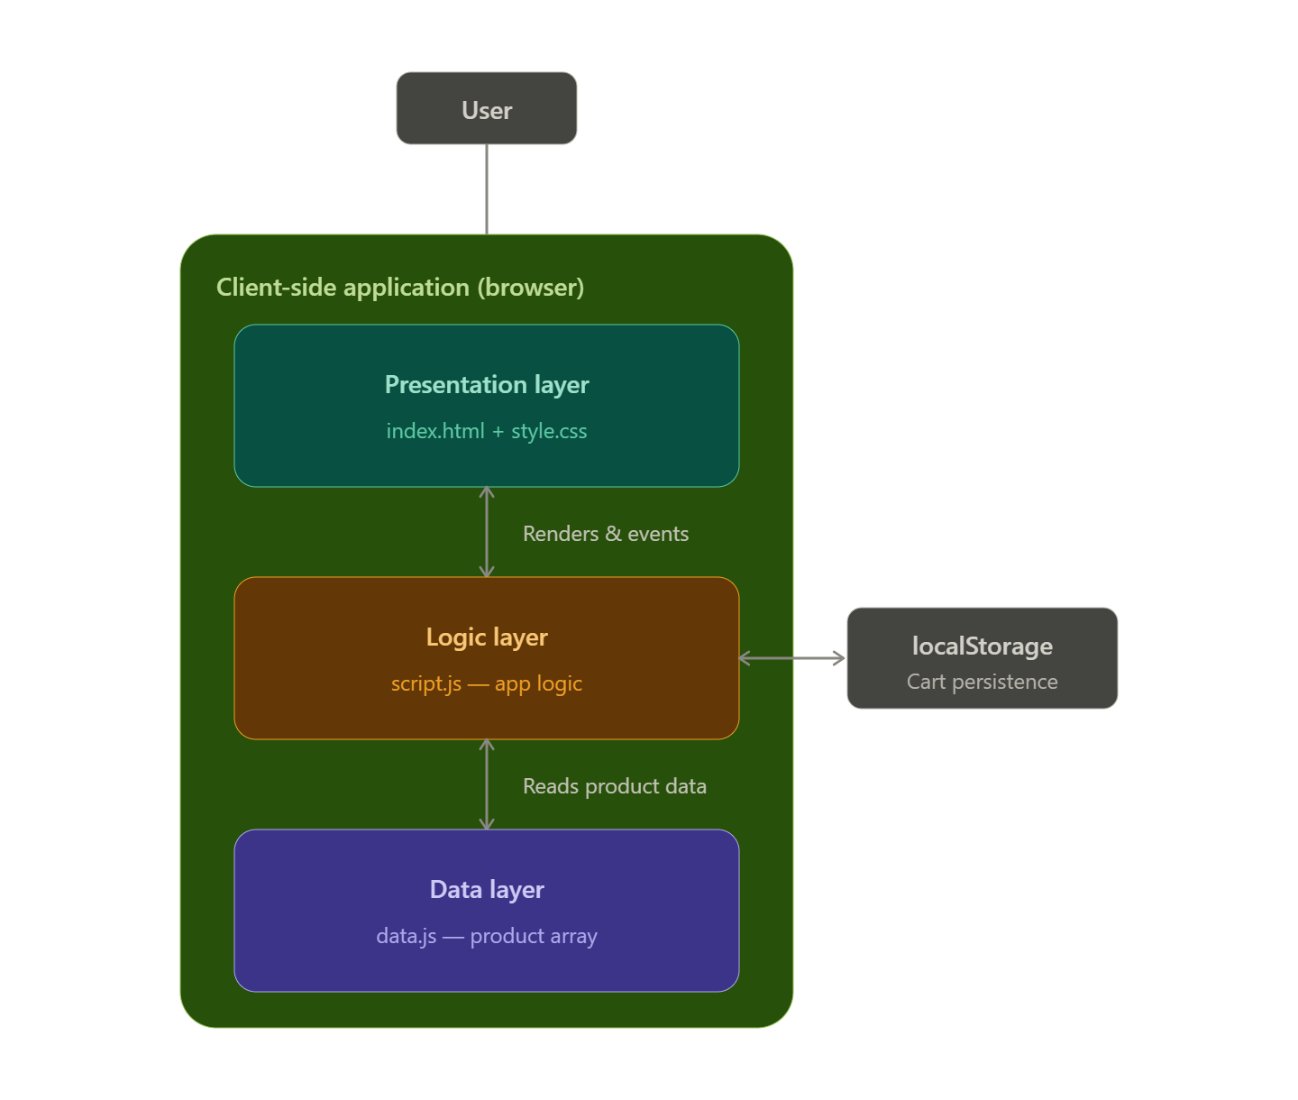 User
Client-side application (browser)
Presentation layer
index.html + style.css
Renders & events
Logic layer
script.js — app logic
localStorage
Cart persistence
Reads product data
Data layer
data.js — product array